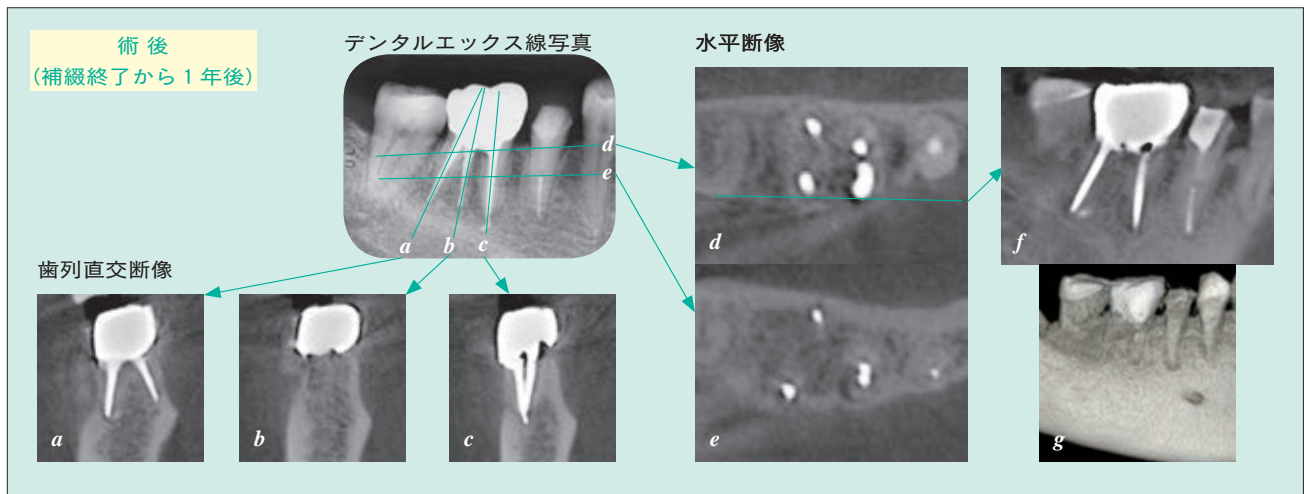 術 後
(補綴終了から1年後)
デンタルエックス線写真
水平断像
d
e
a b c
d
f
歯列直交断像
a
b
c
e
g